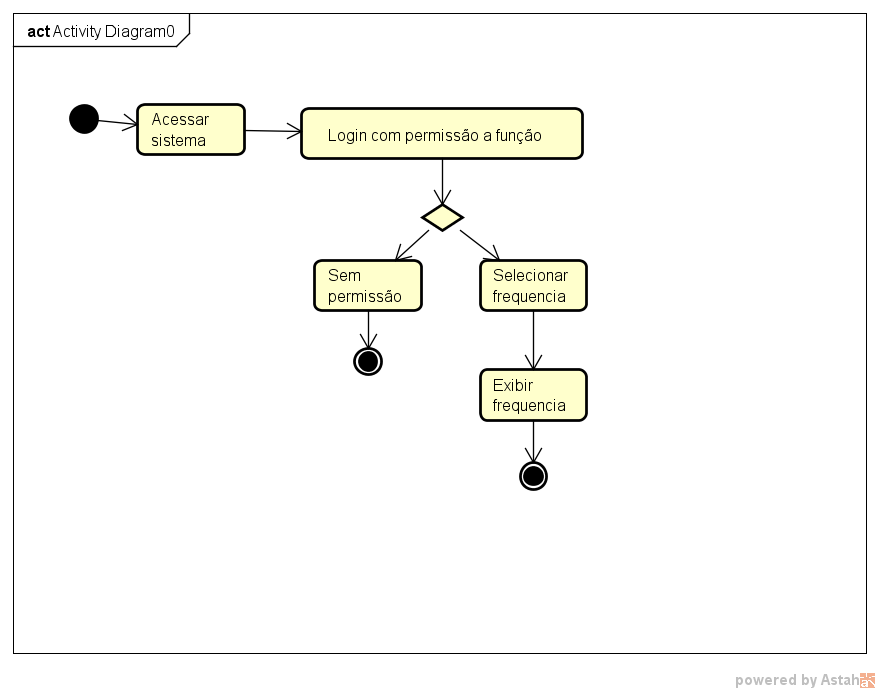 act Activity Diagram0
Acessar
sistema
Login com permissão a função
Sem
permissão
Selecionar
frequencia
Exibir
frequencia
powered by Astah